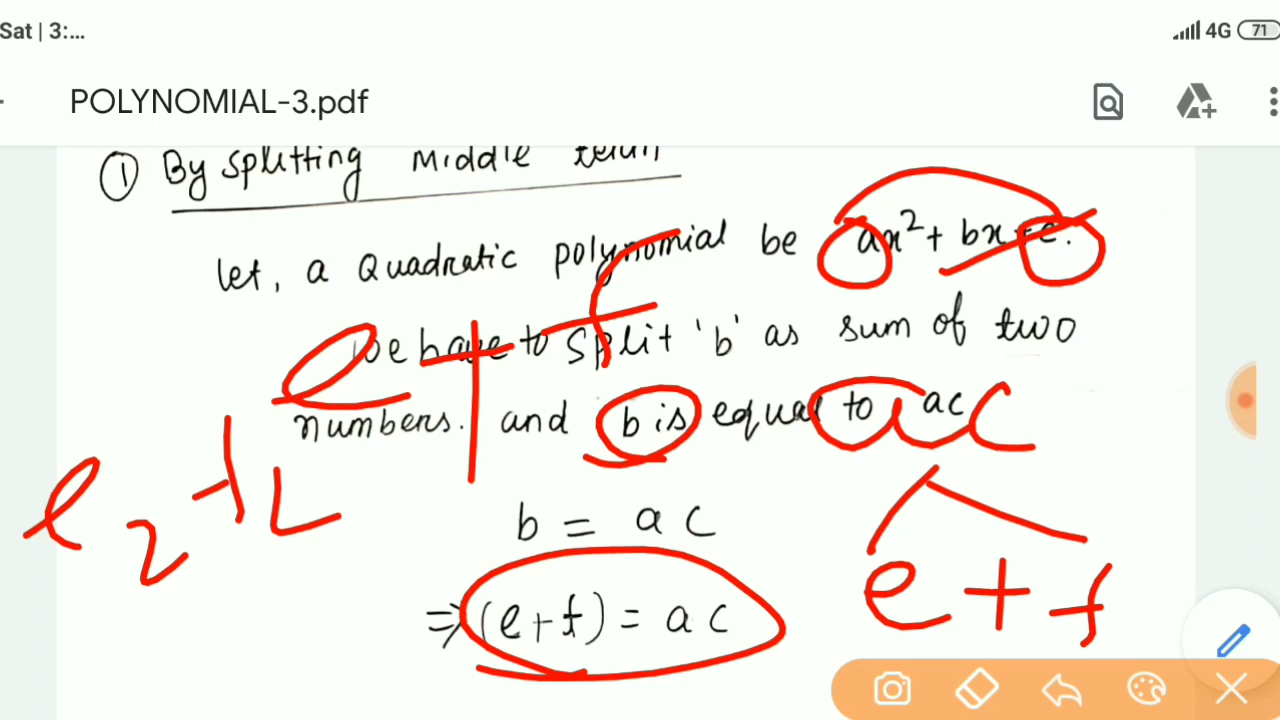 Sat | 3:...
4G 71
POLYNOMIAL-3.pdf
① By splitting Middle term
let, a Quadratic polynomial be ax² + bx + c.
we have to split 'b' as sum of two
numbers. and b is equal to ac
b = ac
⇒ (e+f) = ac
e + f